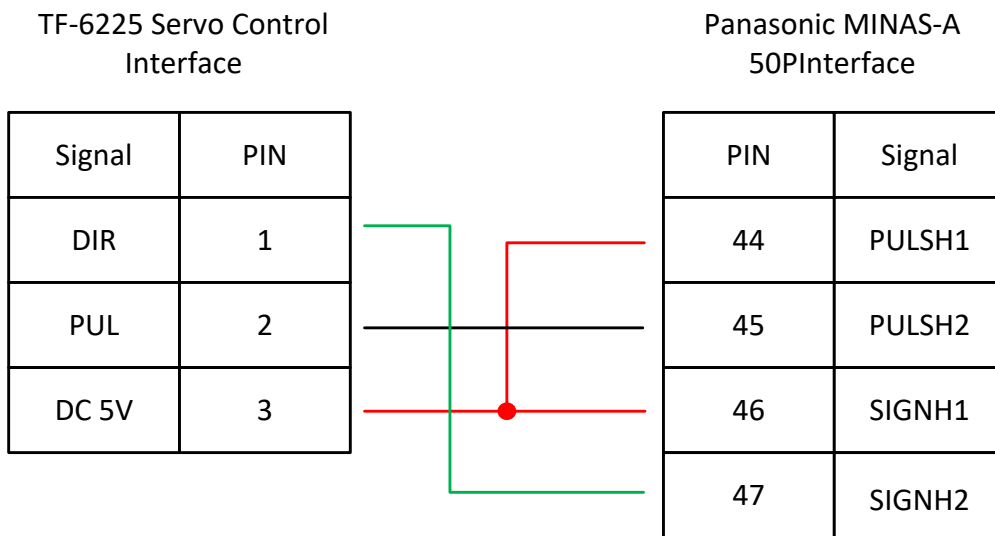 TF-6225 Servo Control
Interface
Signal PIN
DIR 1
PUL 2
DC 5V 3
Panasonic MINAS-A
50PInterface
PIN Signal
44 PULSH1
45 PULSH2
46 SIGNH1
47 SIGNH2